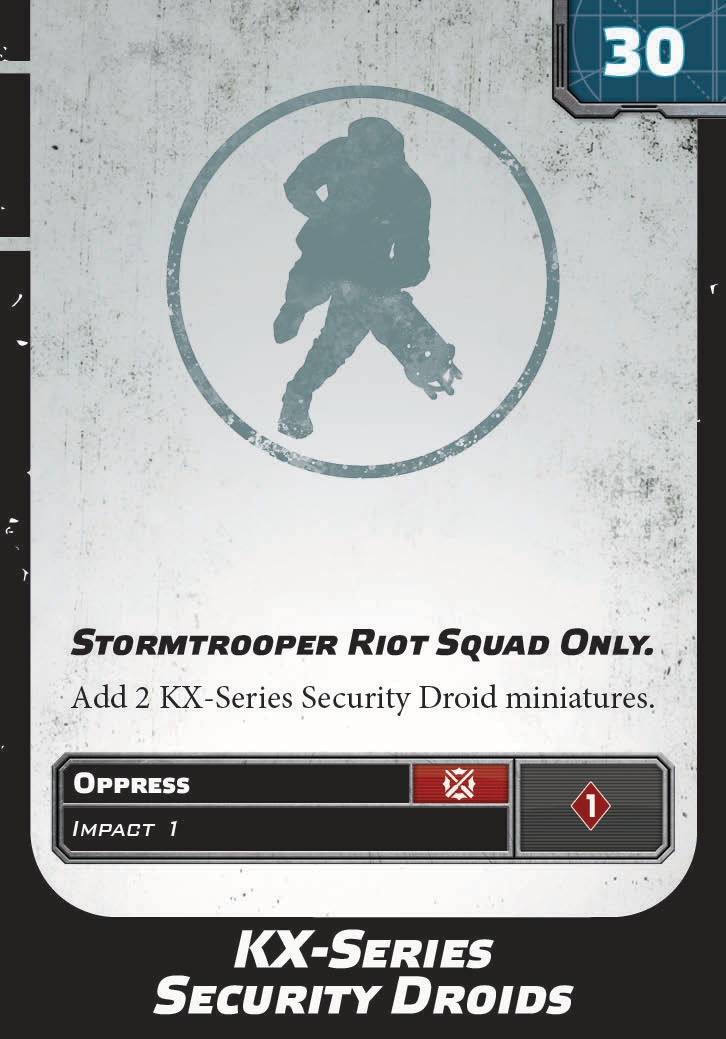 30
Stormtrooper Riot Squad Only.
Add 2 KX-Series Security Droid miniatures.
Oppress
Impact 1
1
KX-Series
Security Droids